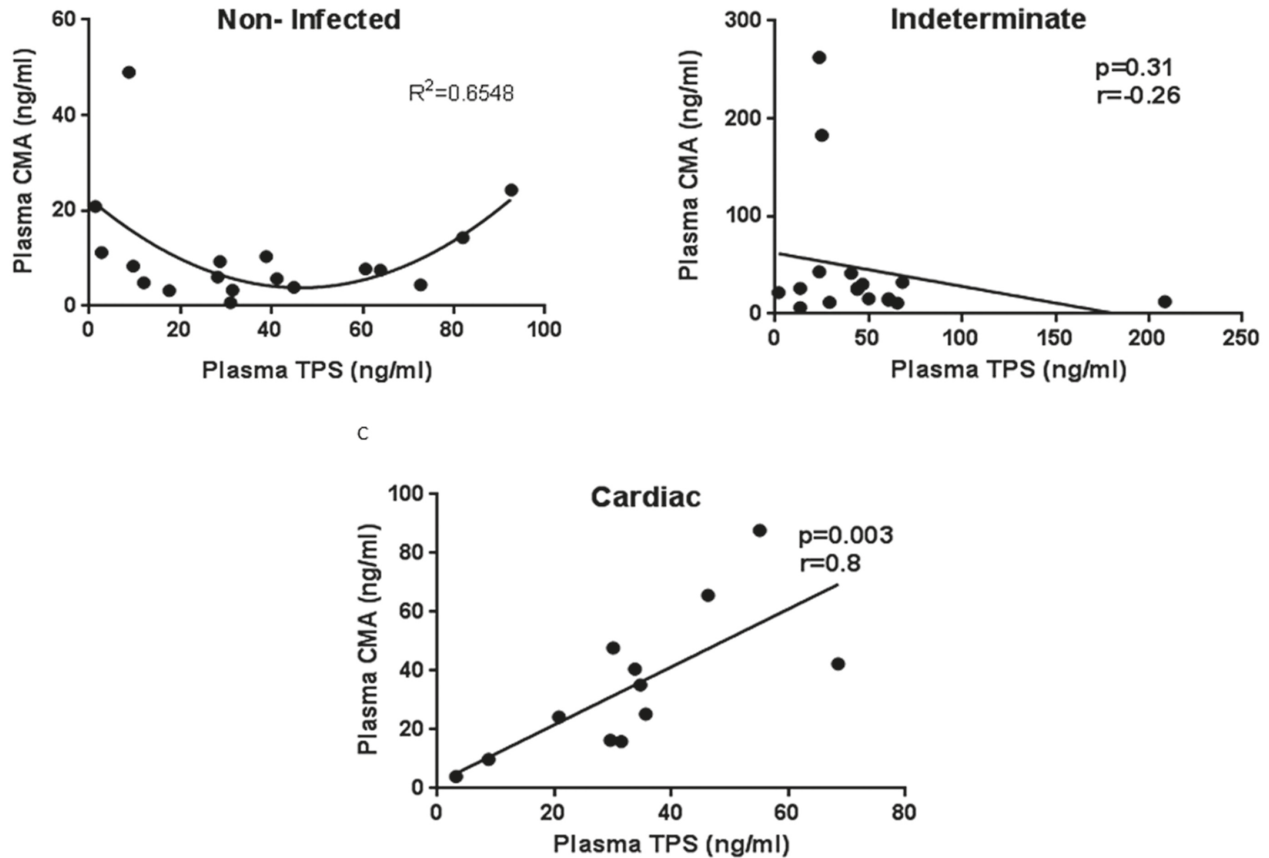 Non- Infected
R²=0.6548
Plasma CMA (ng/ml)
60
40
20
0
0 20 40 60 80 100
Plasma TPS (ng/ml)
Indeterminate
p=0.31
r=-0.26
Plasma CMA (ng/ml)
300
200
100
0
0 50 100 150 200 250
Plasma TPS (ng/ml)
C
Cardiac
p=0.003
r=0.8
Plasma CMA (ng/ml)
100
80
60
40
20
0
0 20 40 60 80
Plasma TPS (ng/ml)